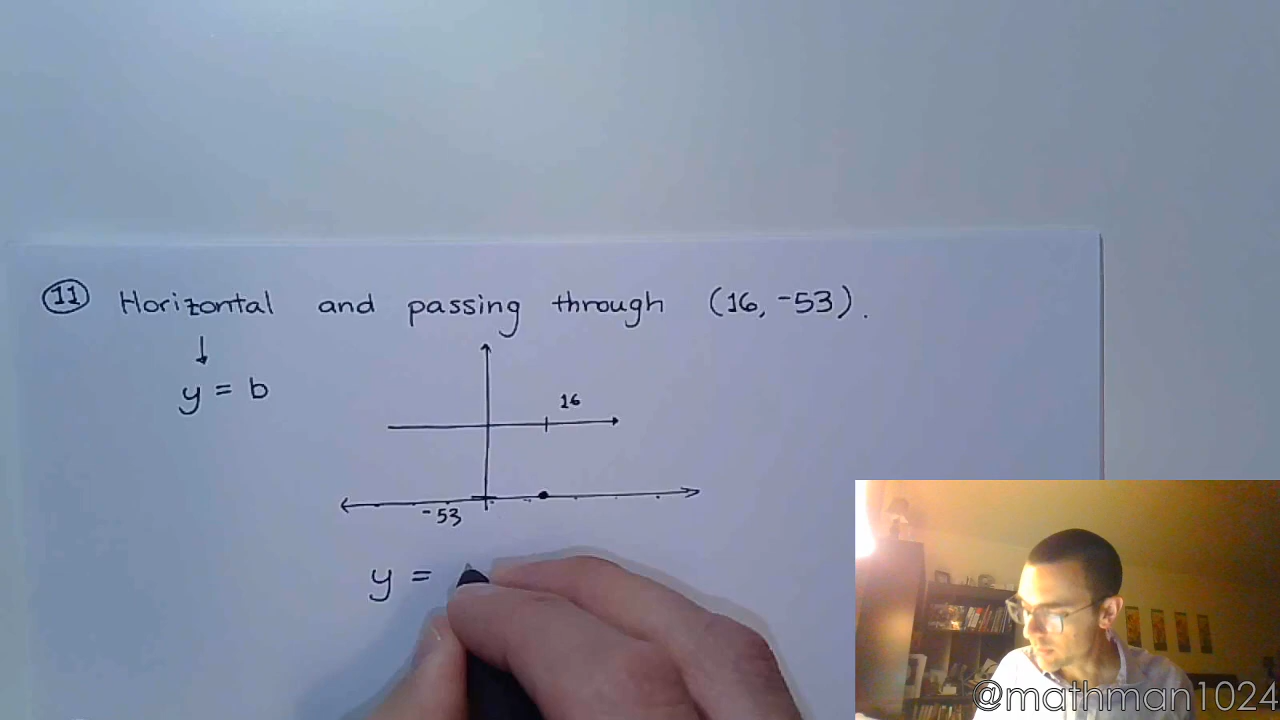 11 Horizontal and passing through (16, -53).
↓
y = b
16
-53
y =
@mathman1024